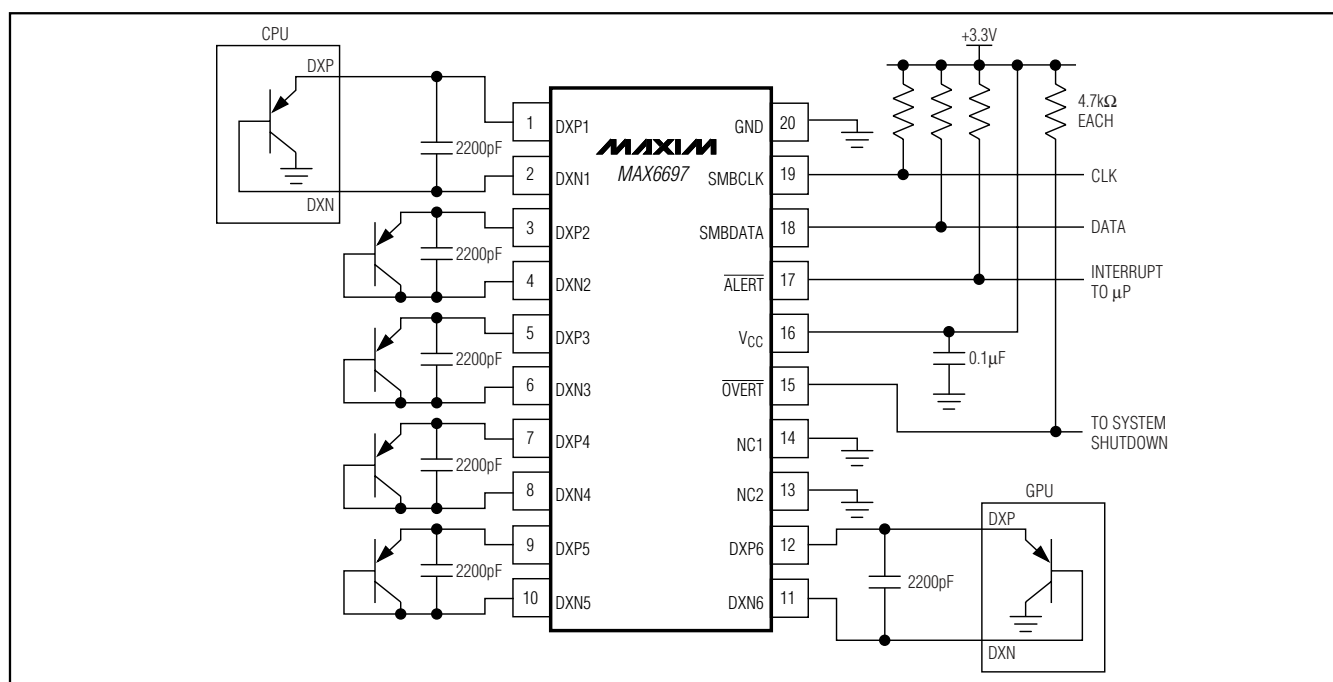 CPU
DXP
DXN
2200pF
2200pF
2200pF
2200pF
2200pF
1 DXP1
2 DXN1
3 DXP2
4 DXN2
5 DXP3
6 DXN3
7 DXP4
8 DXN4
9 DXP5
10 DXN5
MAXIM
MAX6697
GND 20
SMBCLK 19
SMBDATA 18
ALERT 17
VCC 16
OVERT 15
NC1 14
NC2 13
DXP6 12
DXN6 11
+3.3V
4.7kΩ
EACH
CLK
DATA
INTERRUPT
TO µP
0.1µF
TO SYSTEM
SHUTDOWN
GPU
DXP
2200pF
DXN